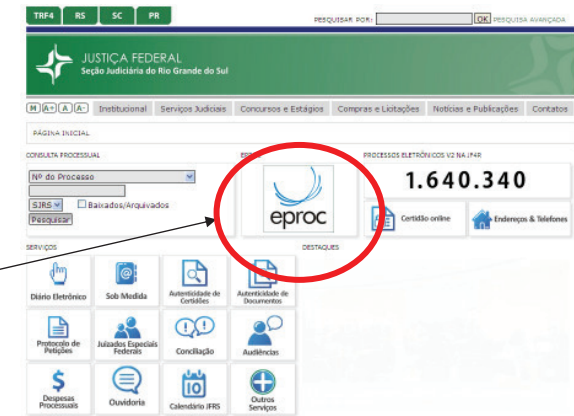 TRF4 RS SC PR
PESQUISAR POR: OK PESQUISA AVANÇADA
JUSTIÇA FEDERAL
Seção Judiciária do Rio Grande do Sul
M A+ A A- Institucional Serviços Judiciais Concursos e Estágios Compras e Licitações Notícias e Publicações Contatos
PÁGINA INICIAL
CONSULTA PROCESSUAL
Nº do Processo
SJRS Baixados/Arquivados
Pesquisar
eproc
PROCESSOS ELETRÔNICOS V2 NA JF4R
1.640.340
Certidão online
Endereços & Telefones
SERVIÇOS
DESTAQUES
Diário Eletrônico
Sob Medida
Autenticidade de Certidões
Autenticidade de Documentos
Protocolo de Petições
Juizados Especiais Federais
Conciliação
Audiências
Despesas Processuais
Ouvidoria
10
Calendário JFRS
Outros Serviços